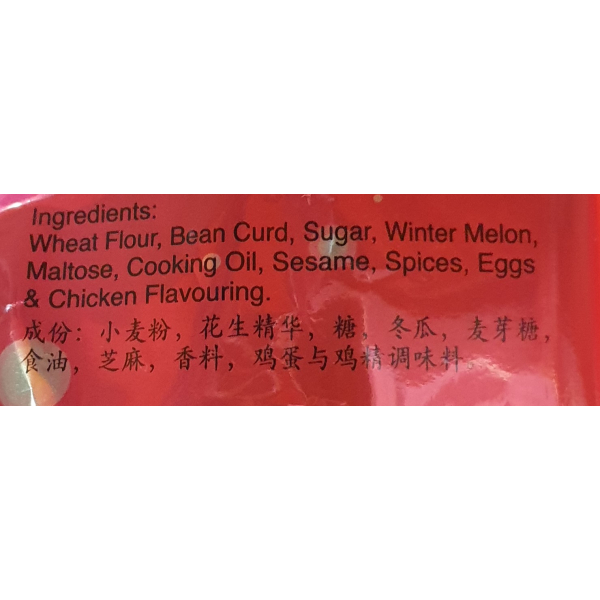 Ingredients:
Wheat Flour, Bean Curd, Sugar, Winter Melon,
Maltose, Cooking Oil, Sesame, Spices, Eggs
& Chicken Flavouring.
成份：小麦粉，花生精华，糖，冬瓜，麦芽糖，
食油，芝麻，香料，鸡蛋与鸡精调味料。